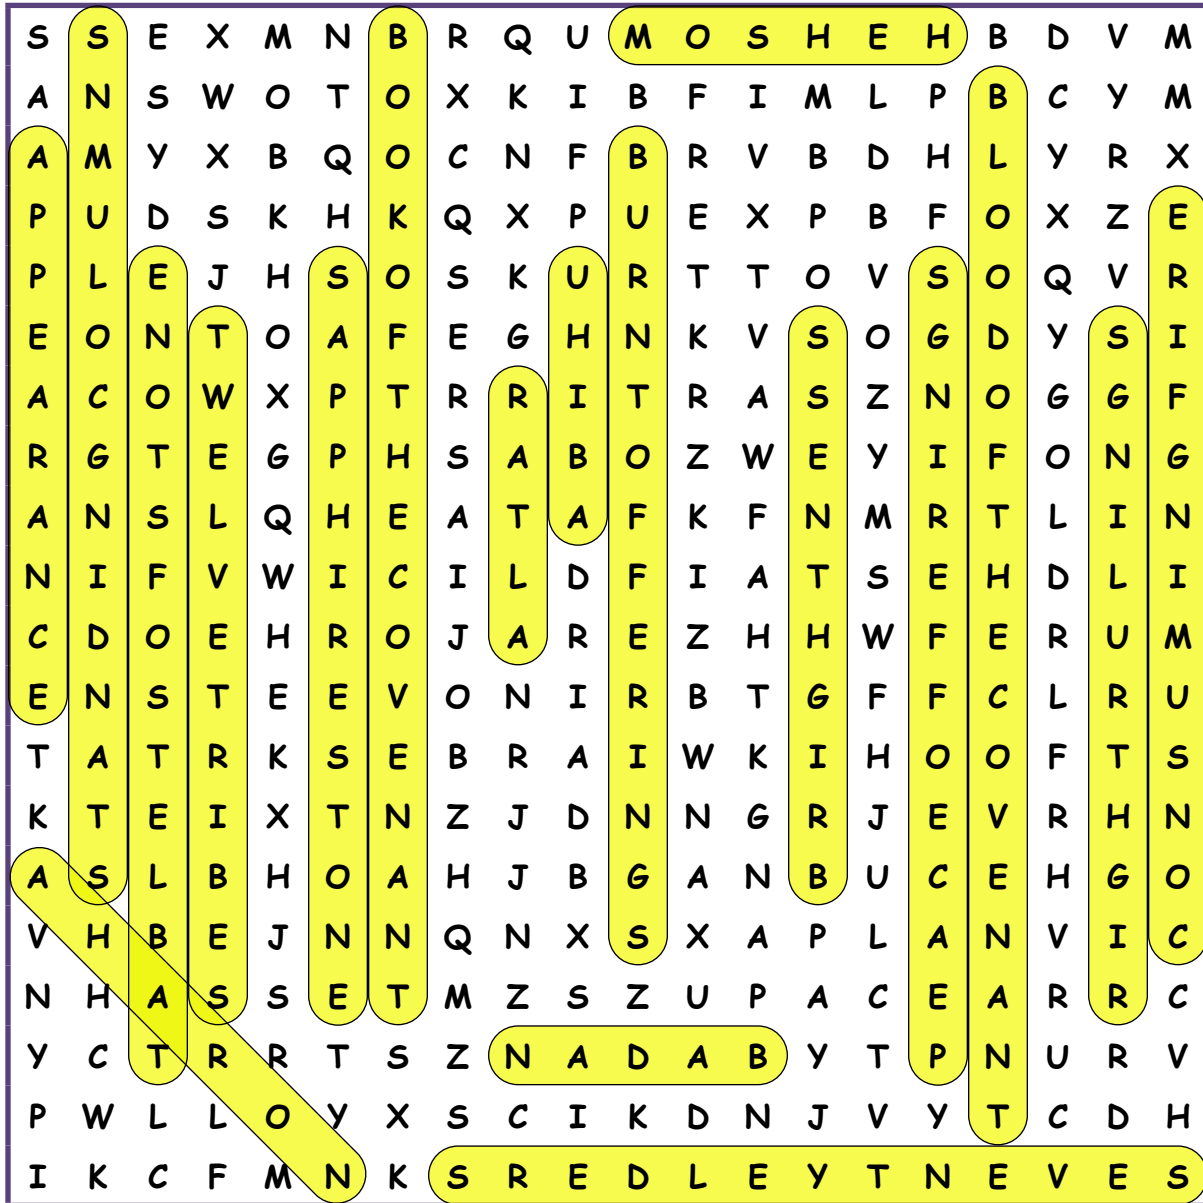 S S E X M N B R Q U M O S H E H B D V M
A N S W O T O X K I B F I M L P B C Y M
A M Y X B Q O C N F B R V B D H L Y R X
P U D S K H K Q X P U E X P B F O X Z E
P L E J H S O S K U R T T O V S O Q V R
E O N T O A F E G H N K V S O G D Y S I
A C O W X P T R R I T R A S Z N O G G F
R G T E G P H S A B O Z W E Y I F O N G
A N S L Q H E A T A F K F N M R T L I N
N I F V W I C I L D F I A T S E H D L I
C D O E H R O J A R E Z H H W F E R U M
E N S T E E V O N I R B T G F F C L R U
T A T R K S E B R A I W K I H O O F T S
K T E I X T N Z J D N N G R J E V R H N
A S L B H O A H J B G A N B U C E H G O
V H B E J N N Q N X S X A P L A N V I C
N H A S S E T M Z S Z U P A C E A R R C
Y C T R R T S Z N A D A B Y T P N U R V
P W L L O Y X S C I K D N J V Y T C D H
I K C F M N K S R E D L E Y T N E V E S